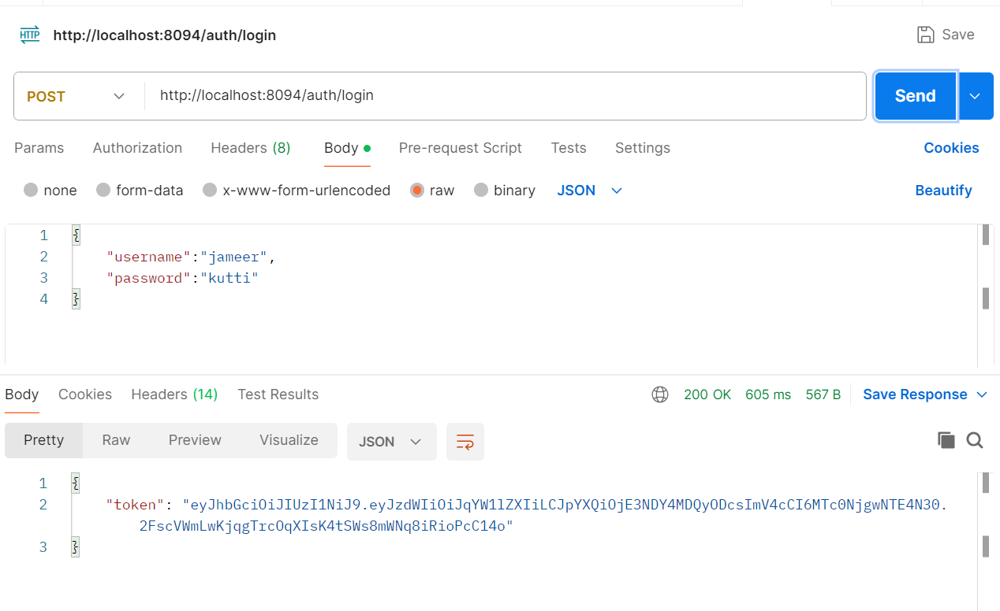 HTTP http://localhost:8094/auth/login Save
POST http://localhost:8094/auth/login Send
Params Authorization Headers (8) Body Pre-request Script Tests Settings Cookies
none form-data x-www-form-urlencoded raw binary JSON Beautify
1 {
2 "username":"jameer",
3 "password":"kutti"
4 }
Body Cookies Headers (14) Test Results 200 OK 605 ms 567 B Save Response
Pretty Raw Preview Visualize JSON
1 {
2 "token": "eyJhbGciOiJIUzI1NiJ9.eyJzdWIiOiJqYW1lZXIiLCJpYXQiOjE3NDY4MDQyODcsImV4cCI6MTc0NjgwNTE4N30.
2FscVWmLwKjqgTrcOqXIsK4tSWs8mWNq8iRioPcC14o"
3 }